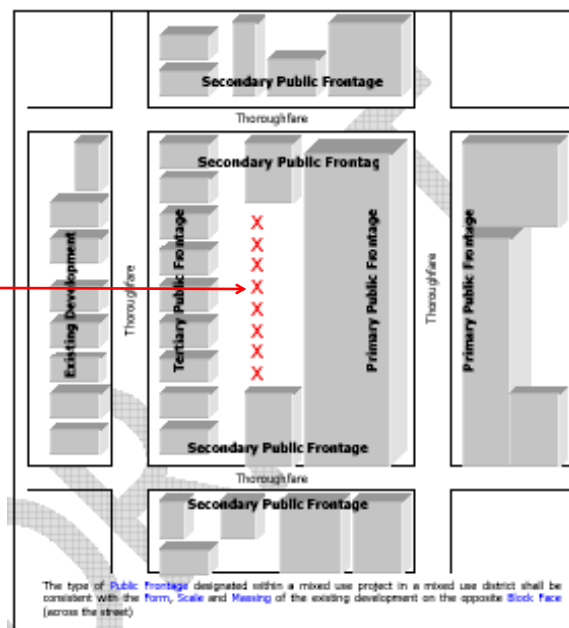 Secondary Public Frontage
Thoroughfare
Secondary Public Frontag
Existing Development
Thoroughfare
Tertiary Public Frontage
X
X
X
X
X
X
X
X
Primary Public Frontage
Thoroughfare
Primary Public Frontage
Secondary Public Frontage
Thoroughfare
Secondary Public Frontage
The type of Public Frontage designated within a mixed use project in a mixed use district shall be
consistent with the Form, Scale and Massing of the existing development on the opposite Block Face
(across the street)